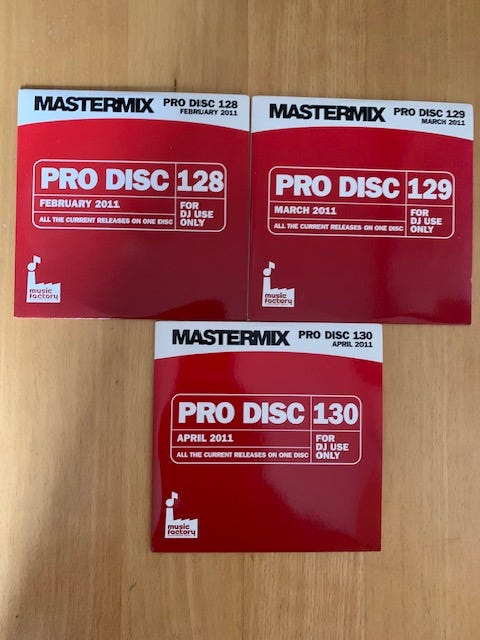 MASTERMIX PRO DISC 128
FEBRUARY 2011
PRO DISC 128
FEBRUARY 2011
FOR
DJ USE
ONLY
ALL THE CURRENT RELEASES ON ONE DISC
music
factory
MASTERMIX PRO DISC 129
MARCH 2011
PRO DISC 129
MARCH 2011
FOR
DJ USE
ONLY
ALL THE CURRENT RELEASES ON ONE DISC
music
factory
MASTERMIX PRO DISC 130
APRIL 2011
PRO DISC 130
APRIL 2011
FOR
DJ USE
ONLY
ALL THE CURRENT RELEASES ON ONE DISC
music
factory